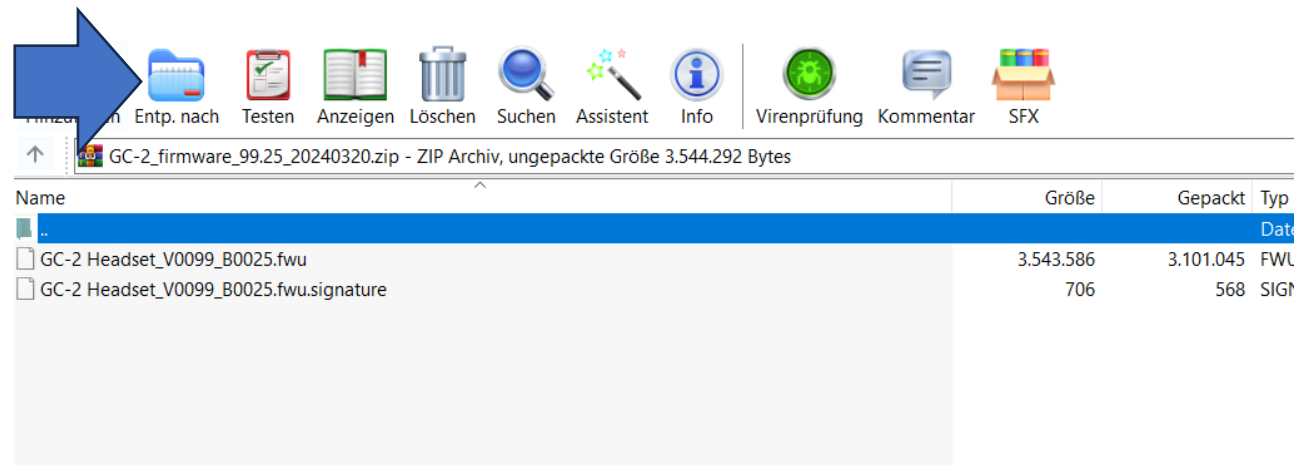 Entp. nach Testen Anzeigen Löschen Suchen Assistent Info Virenprüfung Kommentar SFX
GC-2_firmware_99.25_20240320.zip - ZIP Archiv, ungepackte Größe 3.544.292 Bytes
Name Größe Gepackt Typ
..
GC-2 Headset_V0099_B0025.fwu 3.543.586 3.101.045 FWU
GC-2 Headset_V0099_B0025.fwu.signature 706 568